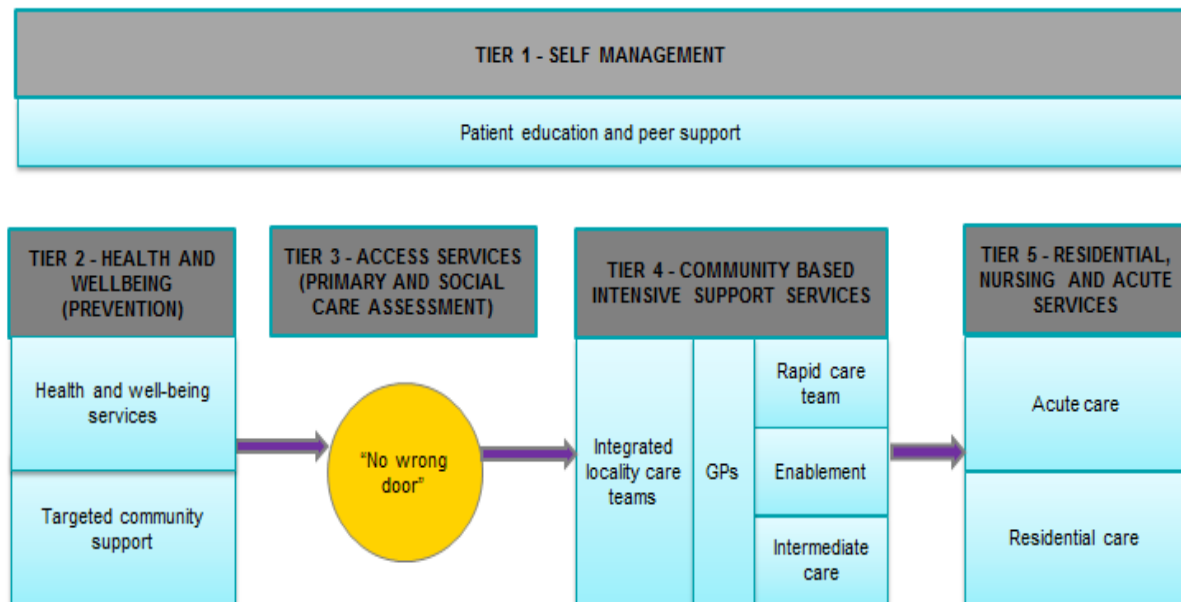 TIER 1 - SELF MANAGEMENT
Patient education and peer support
TIER 2 - HEALTH AND
WELLBEING
(PREVENTION)
Health and well-being
services
Targeted community
support
TIER 3 - ACCESS SERVICES
(PRIMARY AND SOCIAL
CARE ASSESSMENT)
“No wrong
door”
TIER 4 - COMMUNITY BASED
INTENSIVE SUPPORT SERVICES
Integrated
locality care
teams
GPs
Rapid care
team
Enablement
Intermediate
care
TIER 5 - RESIDENTIAL,
NURSING AND ACUTE
SERVICES
Acute care
Residential care